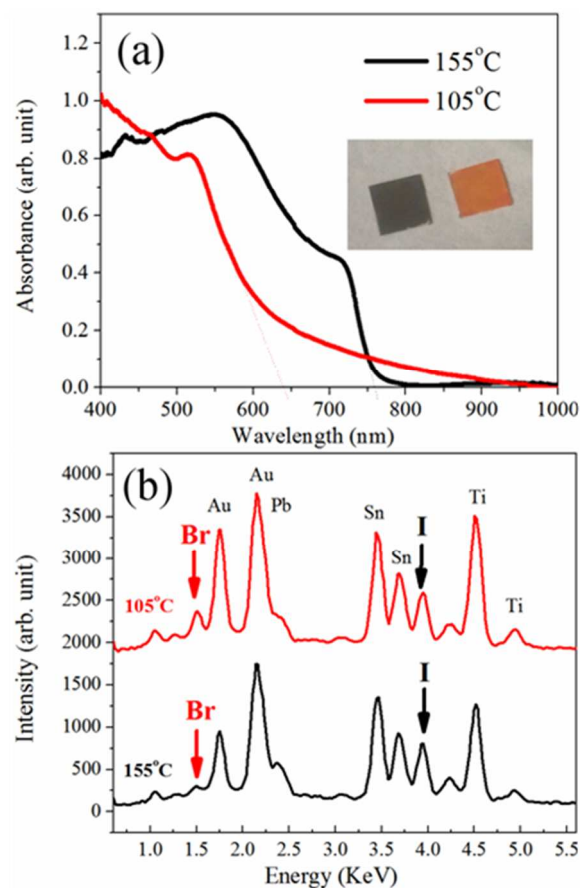 (a)
155°C
105°C
Absorbance (arb. unit)
1.2
1.0
0.8
0.6
0.4
0.2
0.0
400 500 600 700 800 900 1000
Wavelength (nm)
(b)
Au
Pb
Au
Br
Sn
Sn
I
Ti
Ti
105°C
Br
I
155°C
Intensity (arb. unit)
4000
3500
3000
2500
2000
1500
1000
500
0
1.0 1.5 2.0 2.5 3.0 3.5 4.0 4.5 5.0 5.5
Energy (KeV)